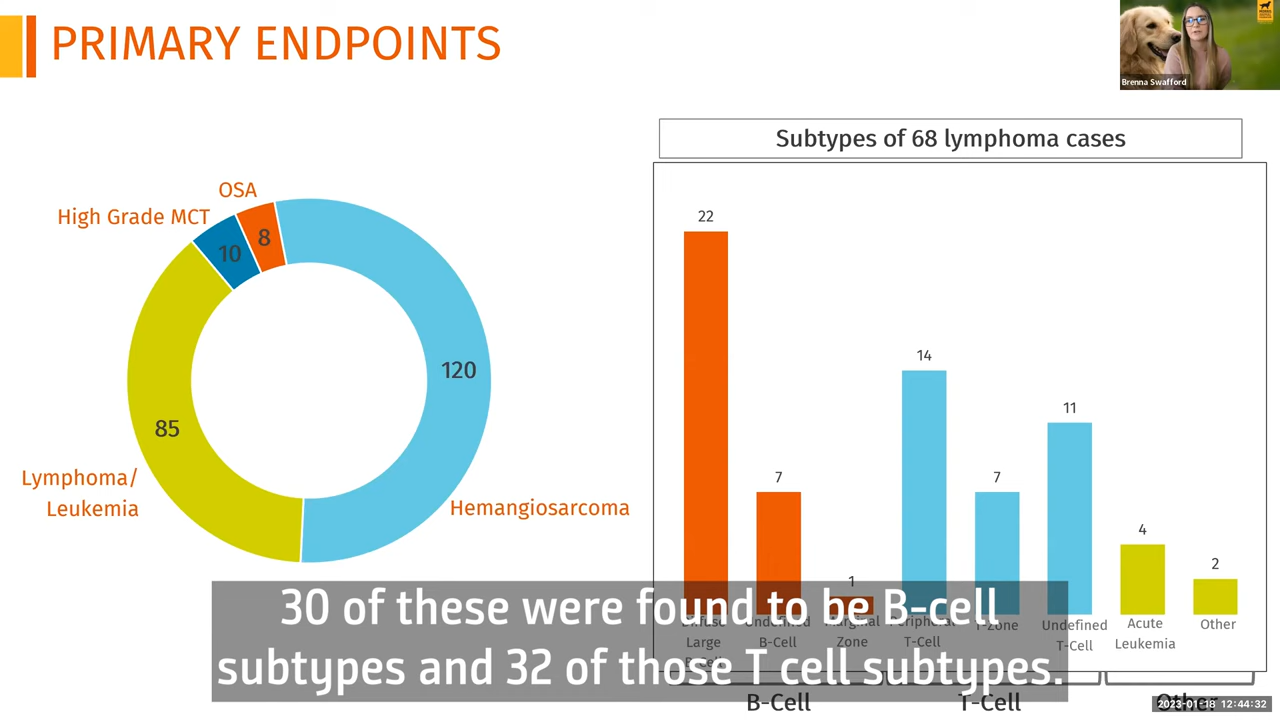 PRIMARY ENDPOINTS
Brenna Swafford
OSA
High Grade MCT
10
8
120
85
Lymphoma/
Leukemia
Hemangiosarcoma
Subtypes of 68 lymphoma cases
22
7
1
14
7
11
4
2
Diffuse
Large
B-Cell
Undefined
B-Cell
Marginal
Zone
Peripheral
T-Cell
T-Zone
Undefined
T-Cell
Acute
Leukemia
Other
B-Cell
T-Cell
Other
30 of these were found to be B-cell
subtypes and 32 of those T cell subtypes.
2023-01-18 12:44:32